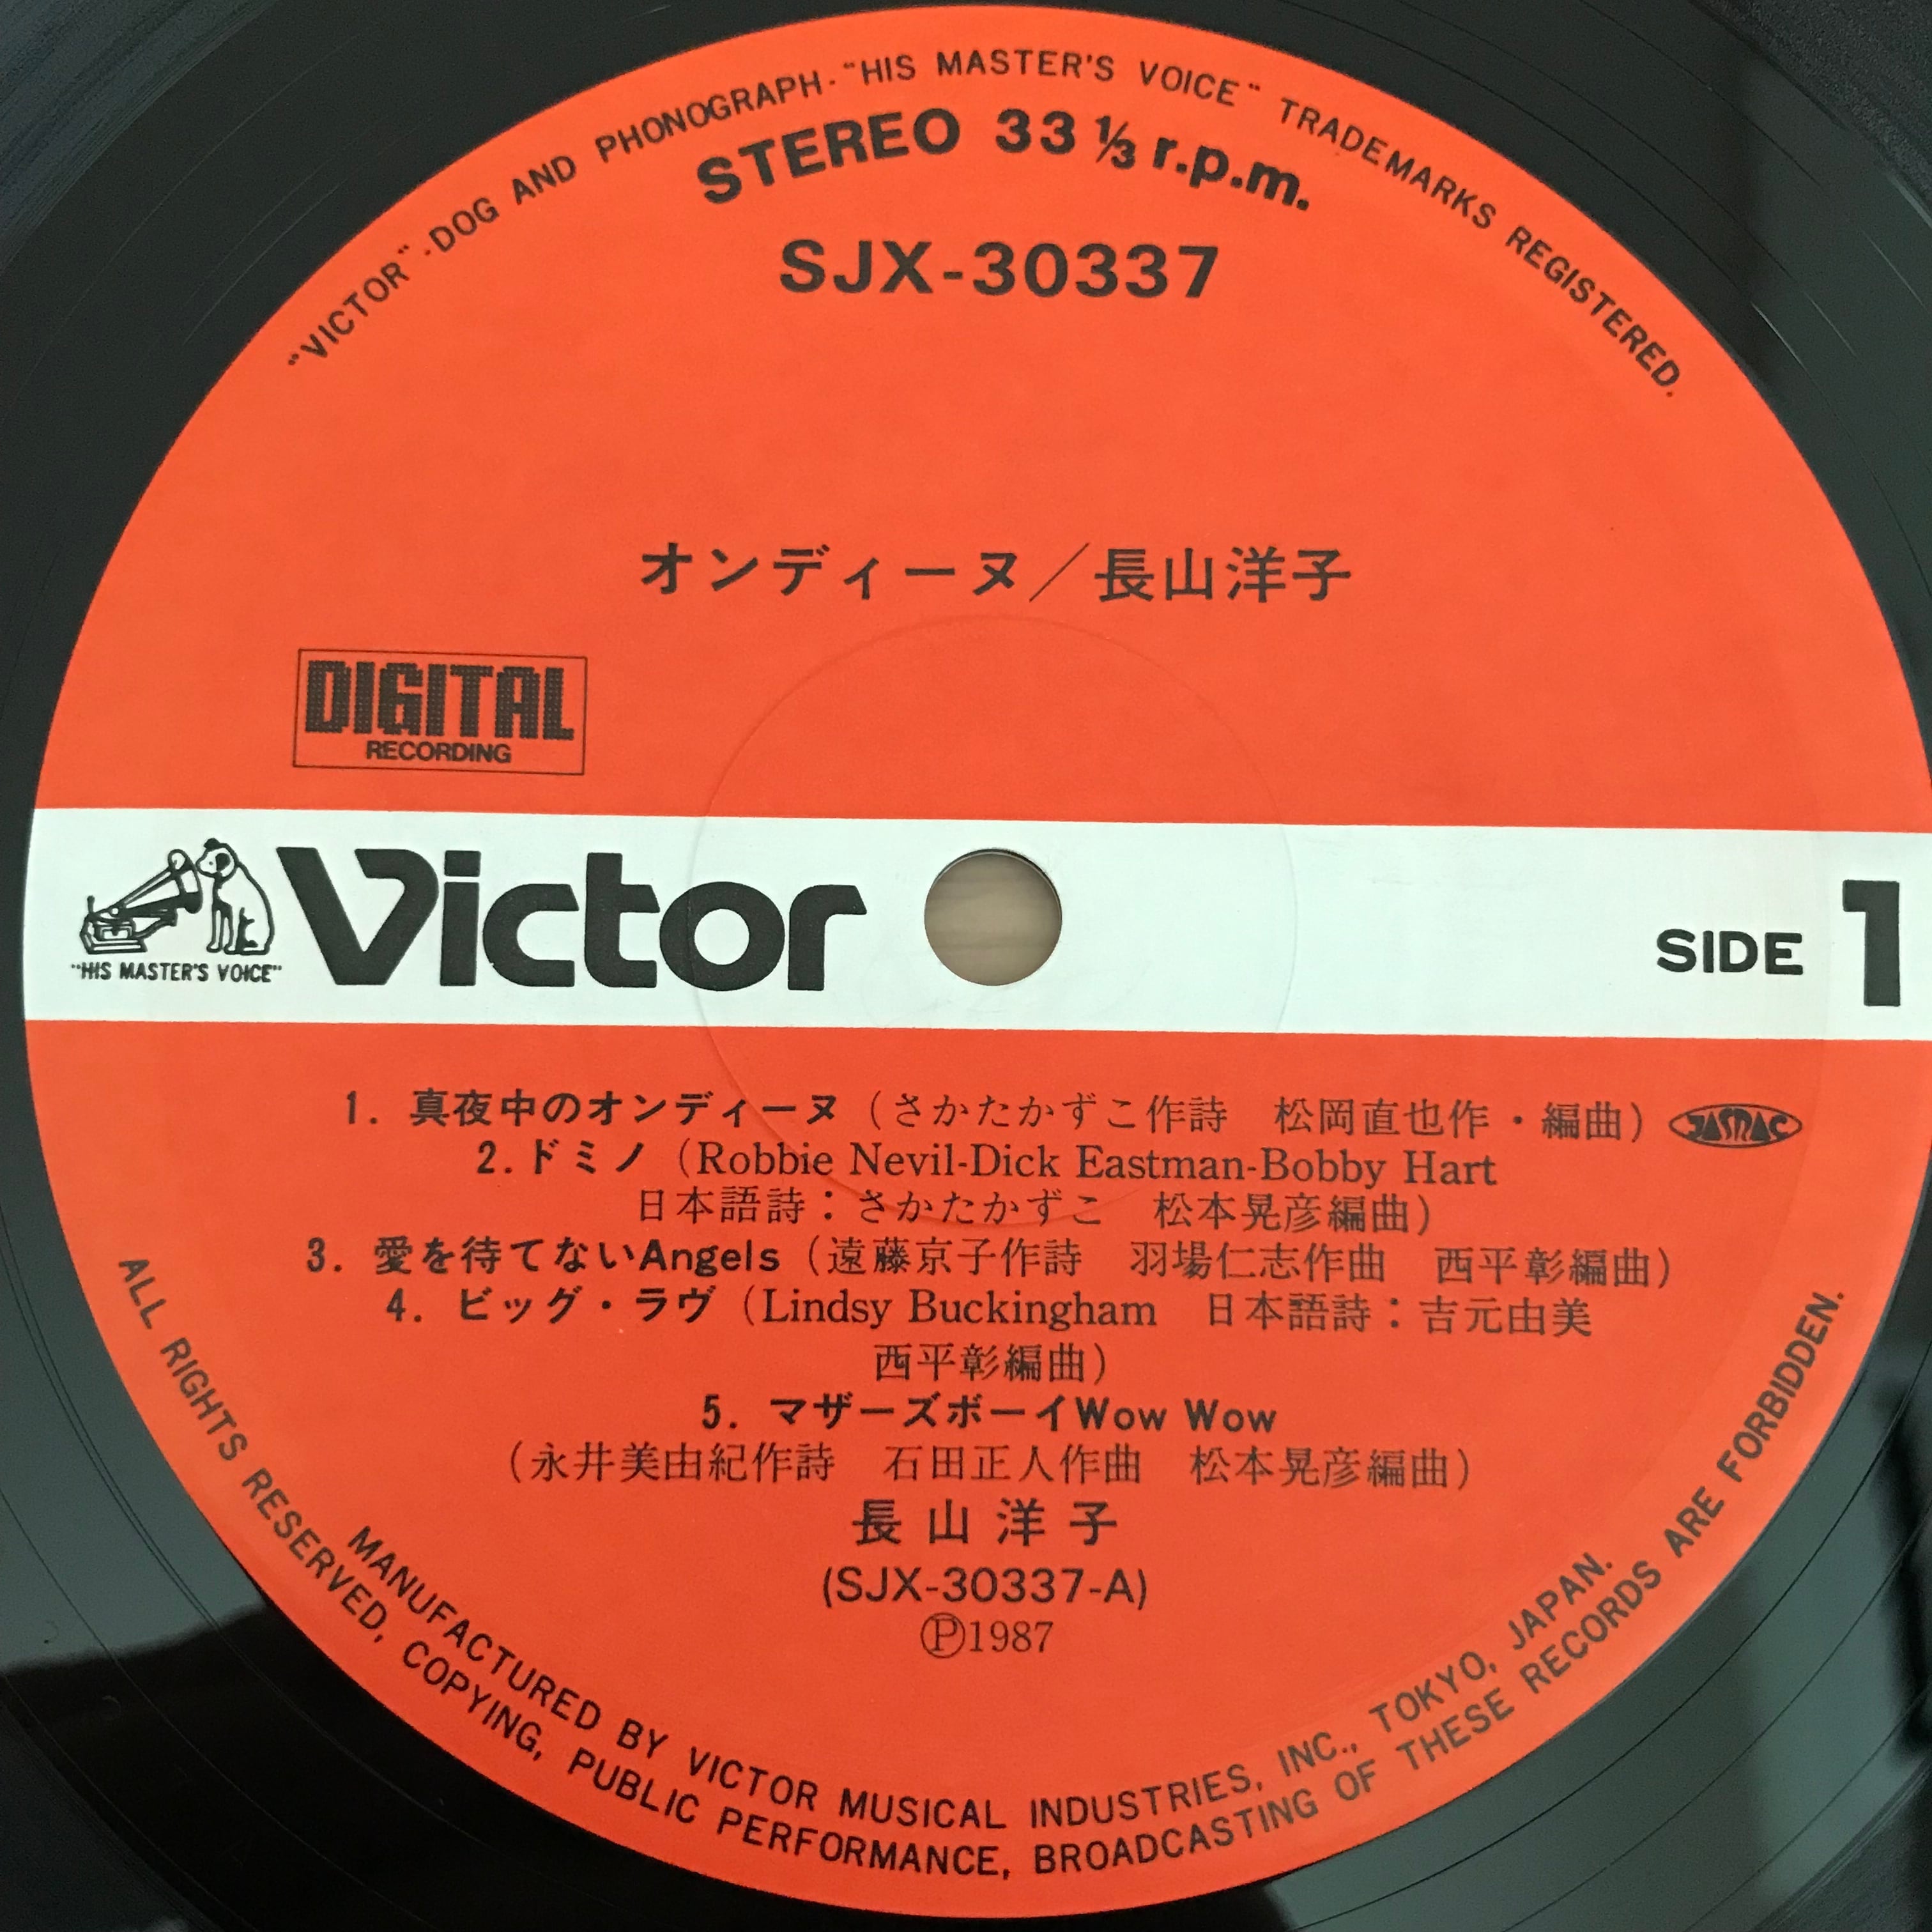 "VICTOR"-DOG AND PHONOGRAPH-"HIS MASTER'S VOICE" TRADEMARKS REGISTERED.
STEREO 33⅓ r.p.m.
SJX-30337
オンディーヌ／長山洋子
DIGITAL
RECORDING
Victor
"HIS MASTER'S VOICE"
SIDE 1
1. 真夜中のオンディーヌ（さかたかずこ作詩　松岡直也作・編曲） JASRAC
2. ドミノ（Robbie Nevil-Dick Eastman-Bobby Hart
日本語詩：さかたかずこ　松本晃彦編曲）
3. 愛を待てないAngels（遠藤京子作詩　羽場仁志作曲　西平彰編曲）
4. ビッグ・ラヴ（Lindsy Buckingham　日本語詩：吉元由美
西平彰編曲）
5. マザーズボーイWow Wow
（永井美由紀作詩　石田正人作曲　松本晃彦編曲）
長山洋子
(SJX-30337-A)
Ⓟ1987
MANUFACTURED BY VICTOR MUSICAL INDUSTRIES, INC., TOKYO, JAPAN.
ALL RIGHTS RESERVED, COPYING, PUBLIC PERFORMANCE, BROADCASTING OF THESE RECORDS ARE FORBIDDEN.